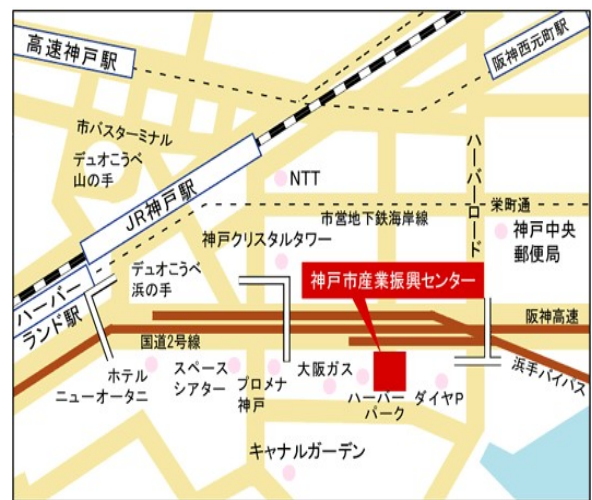 高速神戸駅
阪神西元町駅
市バスターミナル
デュオこうべ
山の手
JR神戸駅
NTT
ハーバーロード
栄町通
市営地下鉄海岸線
神戸中央
郵便局
神戸クリスタルタワー
デュオこうべ
浜の手
神戸市産業振興センター
ハーバー
ランド駅
阪神高速
国道2号線
浜手バイパス
ホテル
ニューオータニ
スペース
シアター
プロメナ
神戸
大阪ガス
ハーバー
パーク
ダイヤP
キャナルガーデン